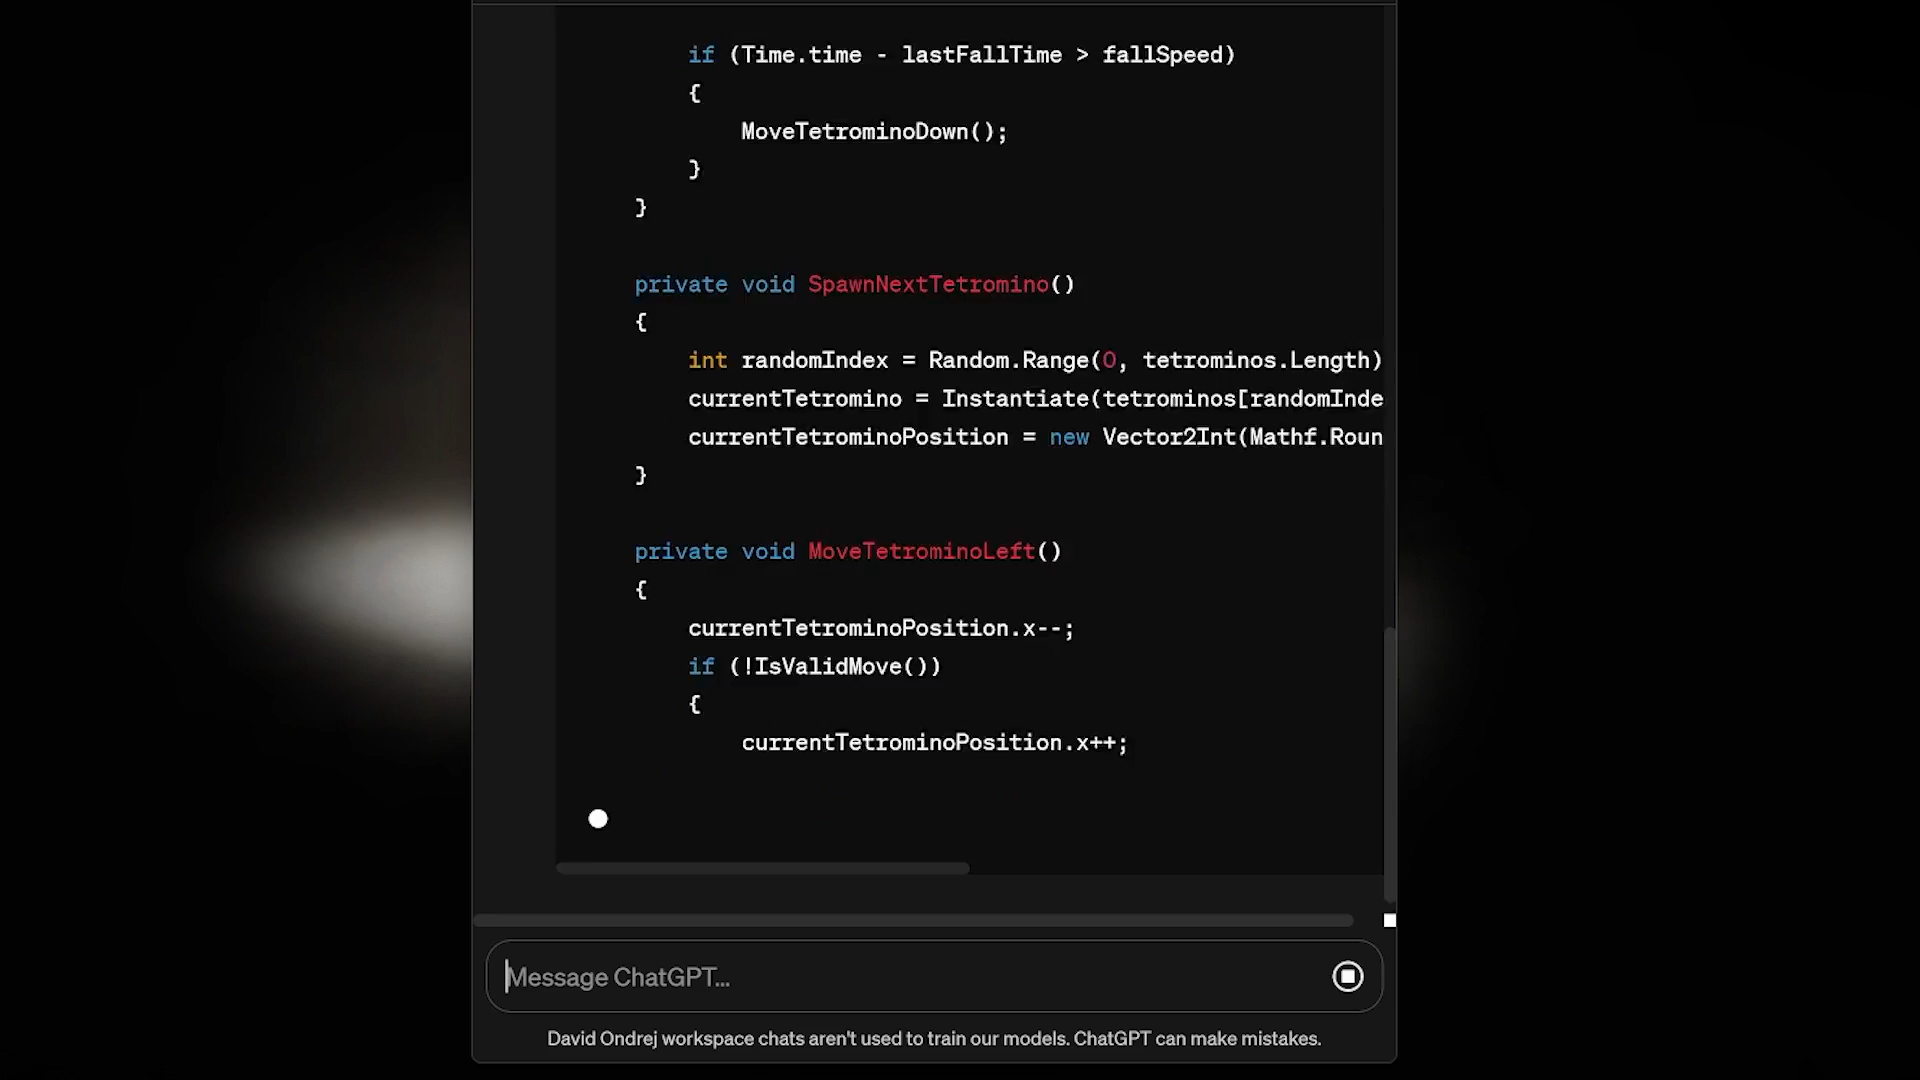 if (Time.time - lastFallTime > fallSpeed)
{
MoveTetrominoDown();
}
}
private void SpawnNextTetromino()
{
int randomIndex = Random.Range(0, tetrominos.Length)
currentTetromino = Instantiate(tetrominos[randomInde
currentTetrominoPosition = new Vector2Int(Mathf.Roun
}
private void MoveTetrominoLeft()
{
currentTetrominoPosition.x--;
if (!IsValidMove())
{
currentTetrominoPosition.x++;
Message ChatGPT...
David Ondrej workspace chats aren't used to train our models. ChatGPT can make mistakes.